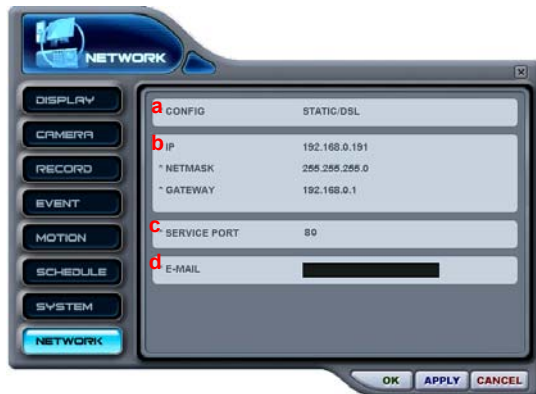 NETWORK
DISPLAY
CAMERA
RECORD
EVENT
MOTION
SCHEDULE
SYSTEM
NETWORK
a CONFIG STATIC/DSL
b IP 192.168.0.191
* NETMASK 255.255.255.0
* GATEWAY 192.168.0.1
c SERVICE PORT 80
d E-MAIL
OK APPLY CANCEL